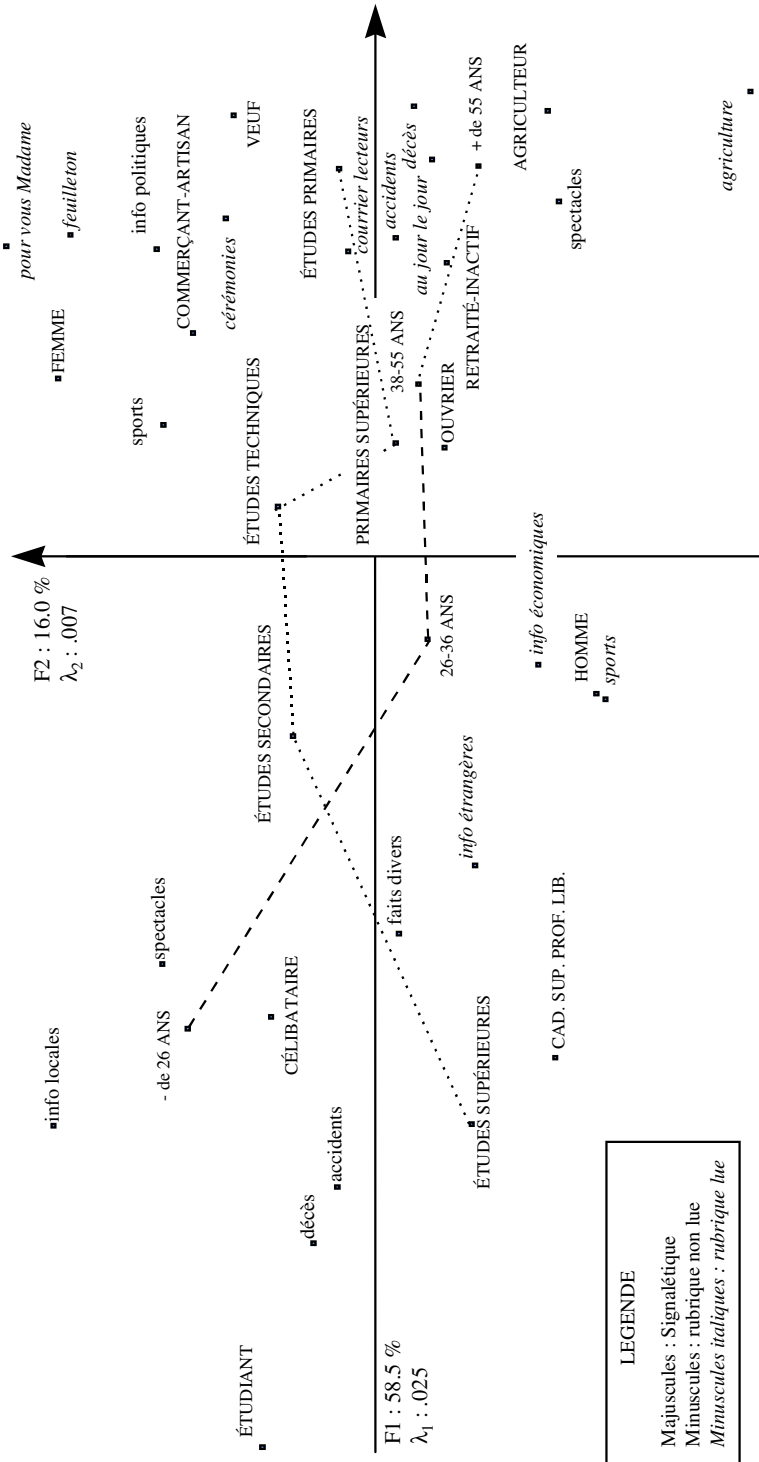 F2 : 16.0 %
λ2 : .007
pour vous Madame
feuilleton
FEMME
info locales
info politiques
sports
COMMERÇANT-ARTISAN
spectacles
- de 26 ANS
cérémonies
VEUF
ÉTUDES TECHNIQUES
ÉTUDES SECONDAIRES
CÉLIBATAIRE
ÉTUDIANT
ÉTUDES PRIMAIRES
courrier lecteurs
décès
accidents
PRIMAIRES SUPÉRIEURES
F1 : 58.5 %
λ1 : .025
faits divers
accidents
38-55 ANS
décès
au jour le jour
26-36 ANS
OUVRIER
RETRAITÉ-INACTIF
+ de 55 ANS
info étrangères
ÉTUDES SUPÉRIEURES
info économiques
AGRICULTEUR
spectacles
CAD. SUP. PROF. LIB.
HOMME
sports
agriculture
LEGENDE
Majuscules : Signalétique
Minuscules : rubrique non lue
Minuscules italiques : rubrique lue